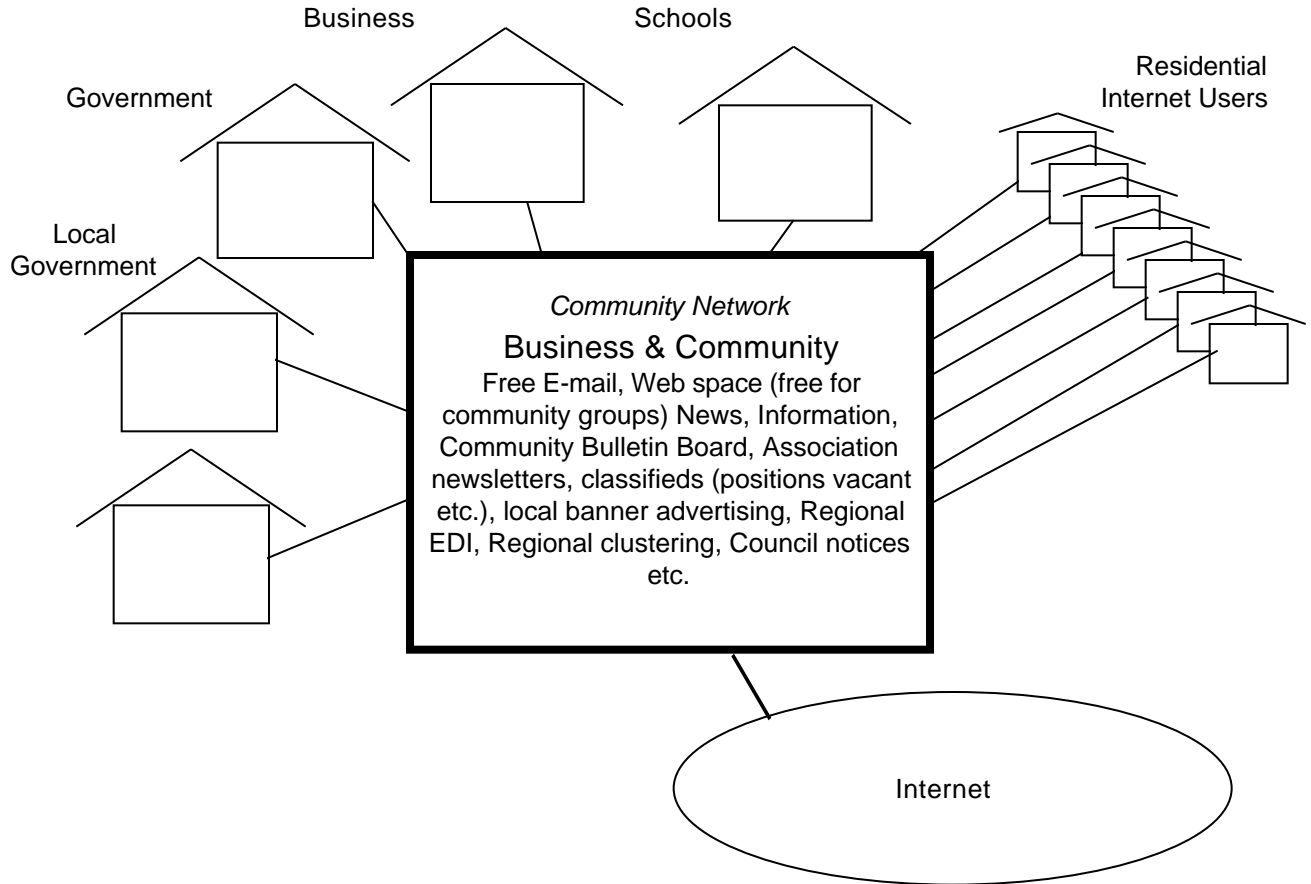 Business
Schools
Government
Residential
Internet Users
Local
Government
Community Network
Business & Community
Free E-mail, Web space (free for
community groups) News, Information,
Community Bulletin Board, Association
newsletters, classifieds (positions vacant
etc.), local banner advertising, Regional
EDI, Regional clustering, Council notices
etc.
Internet